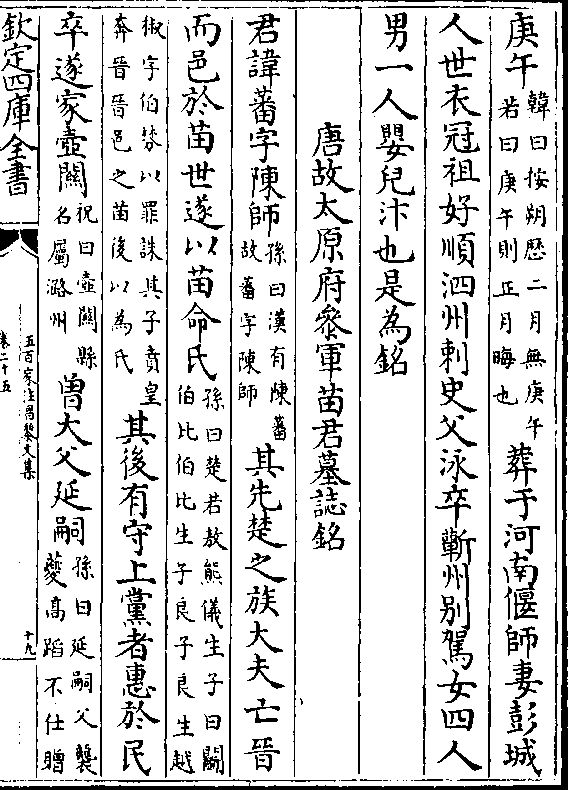 庚午韓曰按朔歷二月無庚午若曰庚午則正月晦也葬于河南偃師妻彭城
人世衣冠祖好順泗州刺史父泳卒蘄州别駕女四人
男一人嬰兒汴也是為銘
唐故太原府參軍苗君墓誌銘
君諱蕃字陳師孫曰漢有陳蕃故蕃字陳師其先楚之族大夫亡晉
而邑於苗世遂以苗命氏孫曰楚若敖熊儀生子曰鬬伯比伯比生子良子良生越
椒字伯棼以罪誅其子賁皇奔晉晉邑之苗後以為氏其後有守上黨者惠於民
卒遂家壺關祝曰壺關縣名屬潞州曾大父延嗣孫曰延嗣父襲夔高蹈不仕贈
欽定四庫全書
五百家注昌黎文集
卷二十五
十九